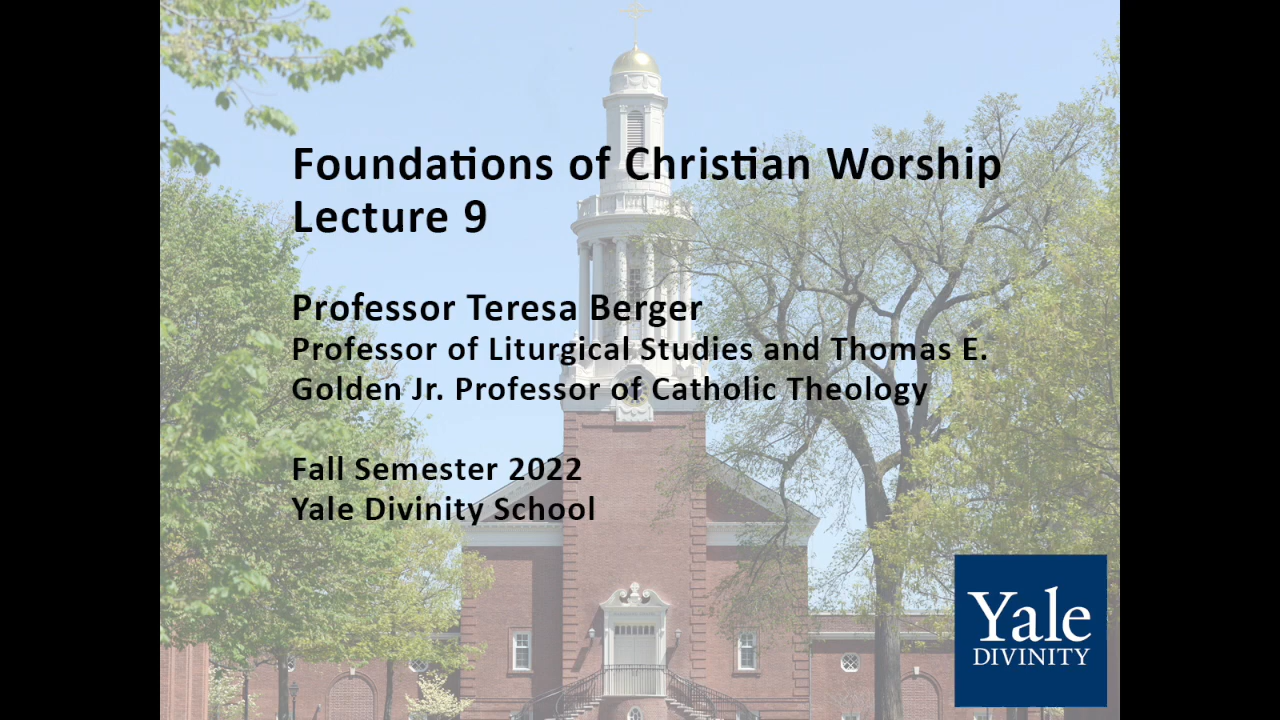 Foundations of Christian Worship
Lecture 9
Professor Teresa Berger
Professor of Liturgical Studies and Thomas E.
Golden Jr. Professor of Catholic Theology
Fall Semester 2022
Yale Divinity School
Yale
DIVINITY